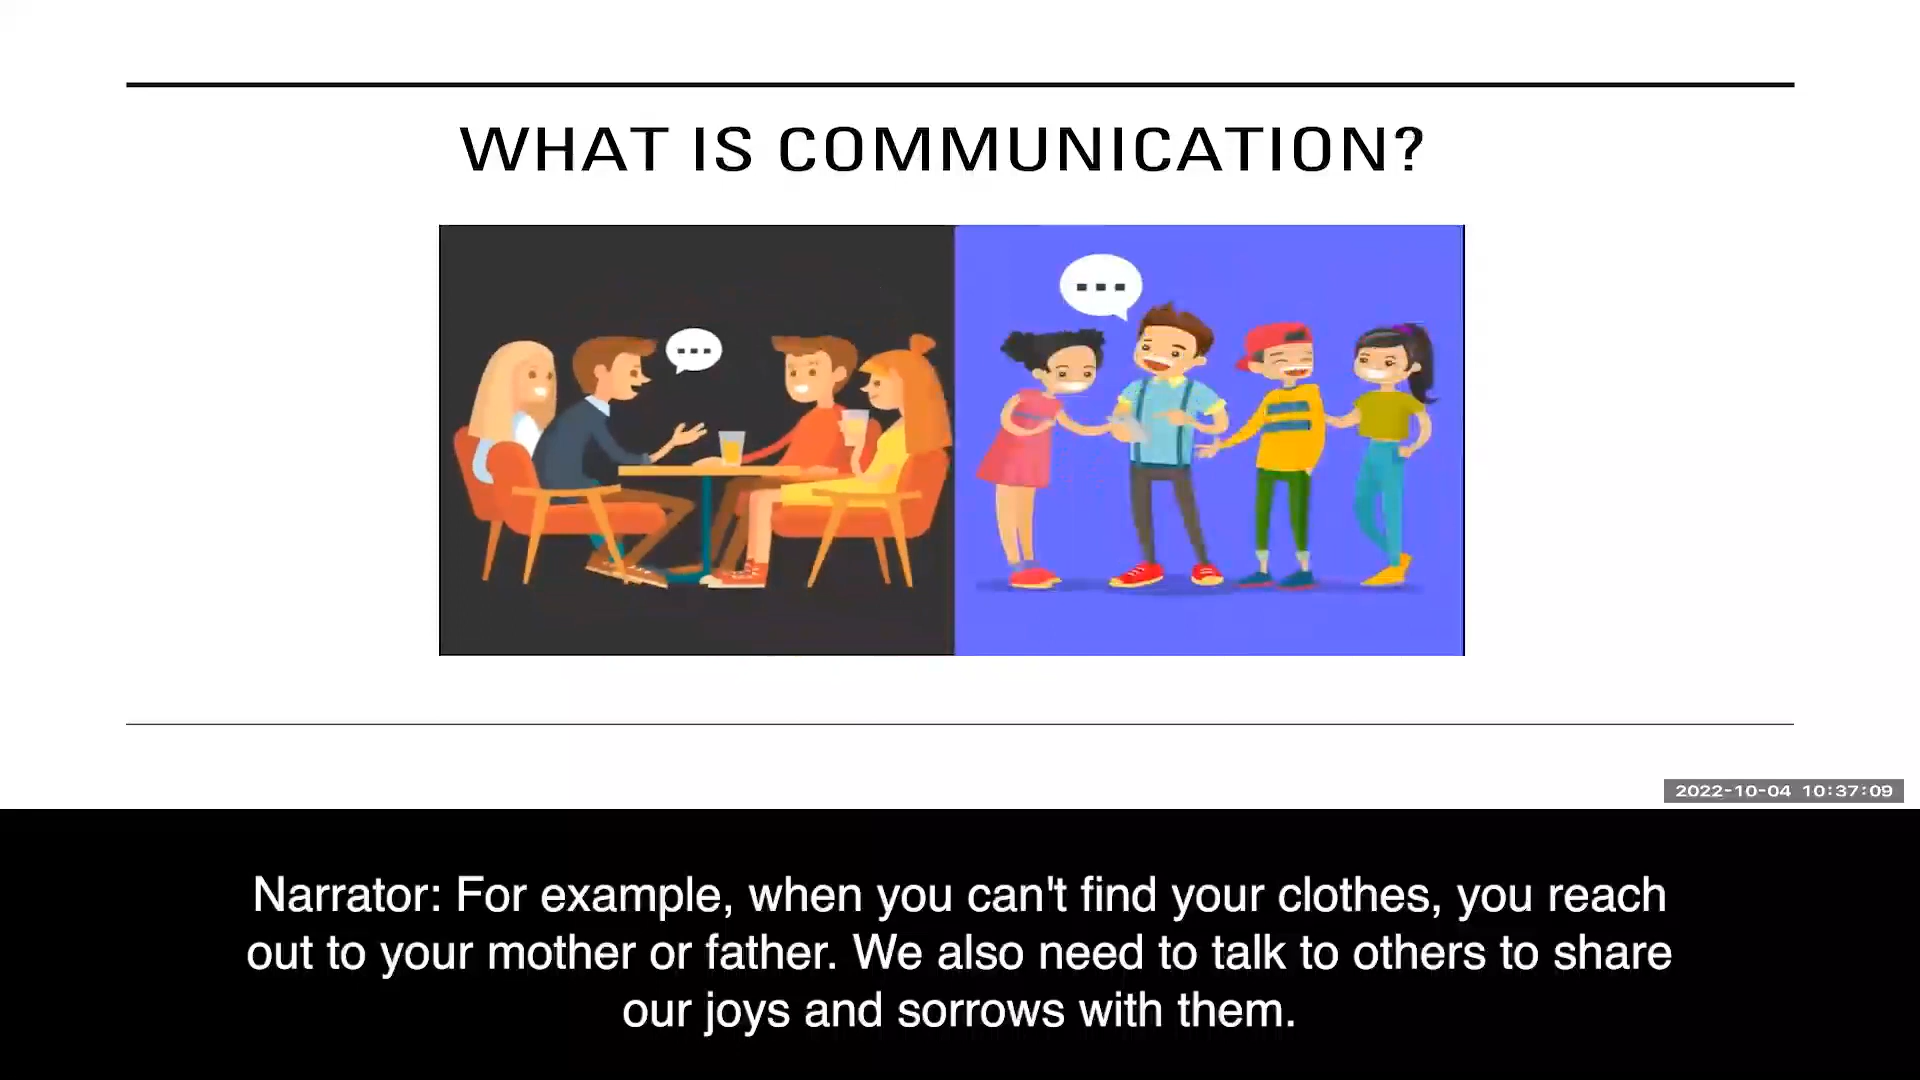 WHAT IS COMMUNICATION?
2022-10-04 10:37:09
Narrator: For example, when you can't find your clothes, you reach
out to your mother or father. We also need to talk to others to share
our joys and sorrows with them.